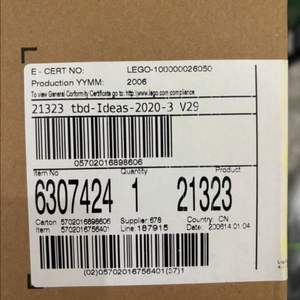 E - CERT NO: LEGO-100000026050
Production YYMM: 2006
To view General Conformity Certificate go to: http://www.lego.com/compliance
21323 tbd-Ideas-2020-3 V29
05702016898606
Item No Quantity Product
6307424 1 21323
Carton 5702016898606 Supplier: 678 Country: CN
Item 5702016756401 Line: 187915 Date: 200614 01:04
(02)05702016756401(37)1